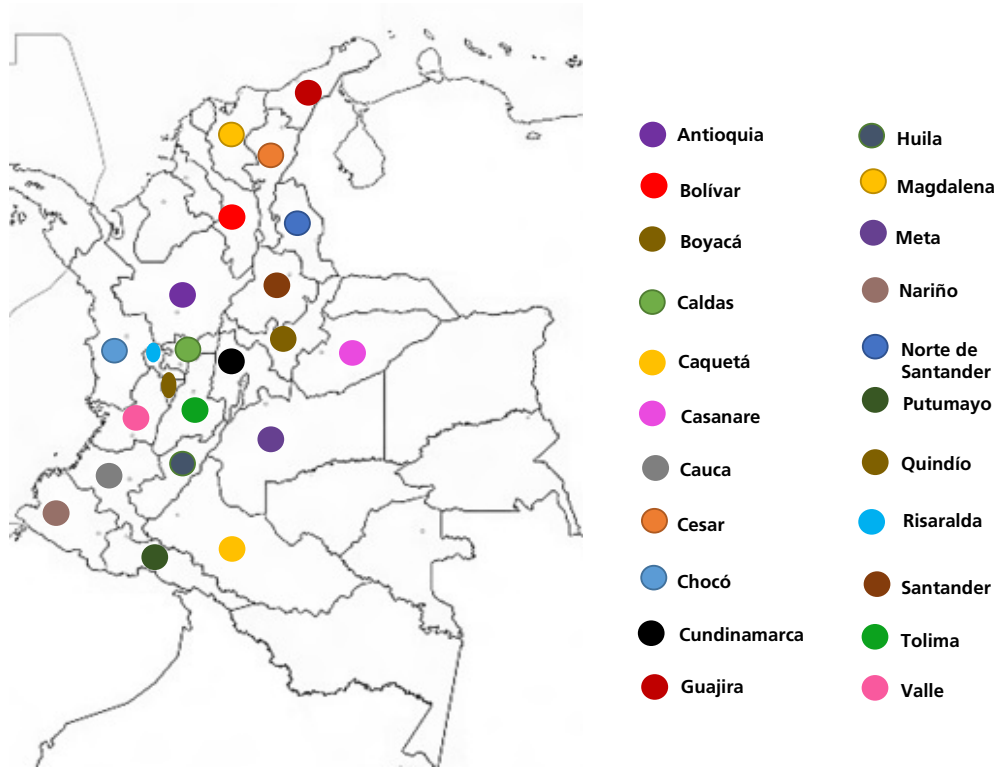 Antioquia
Bolívar
Boyacá
Caldas
Caquetá
Casanare
Cauca
Cesar
Chocó
Cundinamarca
Guajira
Huila
Magdalena
Meta
Nariño
Norte de
Santander
Putumayo
Quindío
Risaralda
Santander
Tolima
Valle